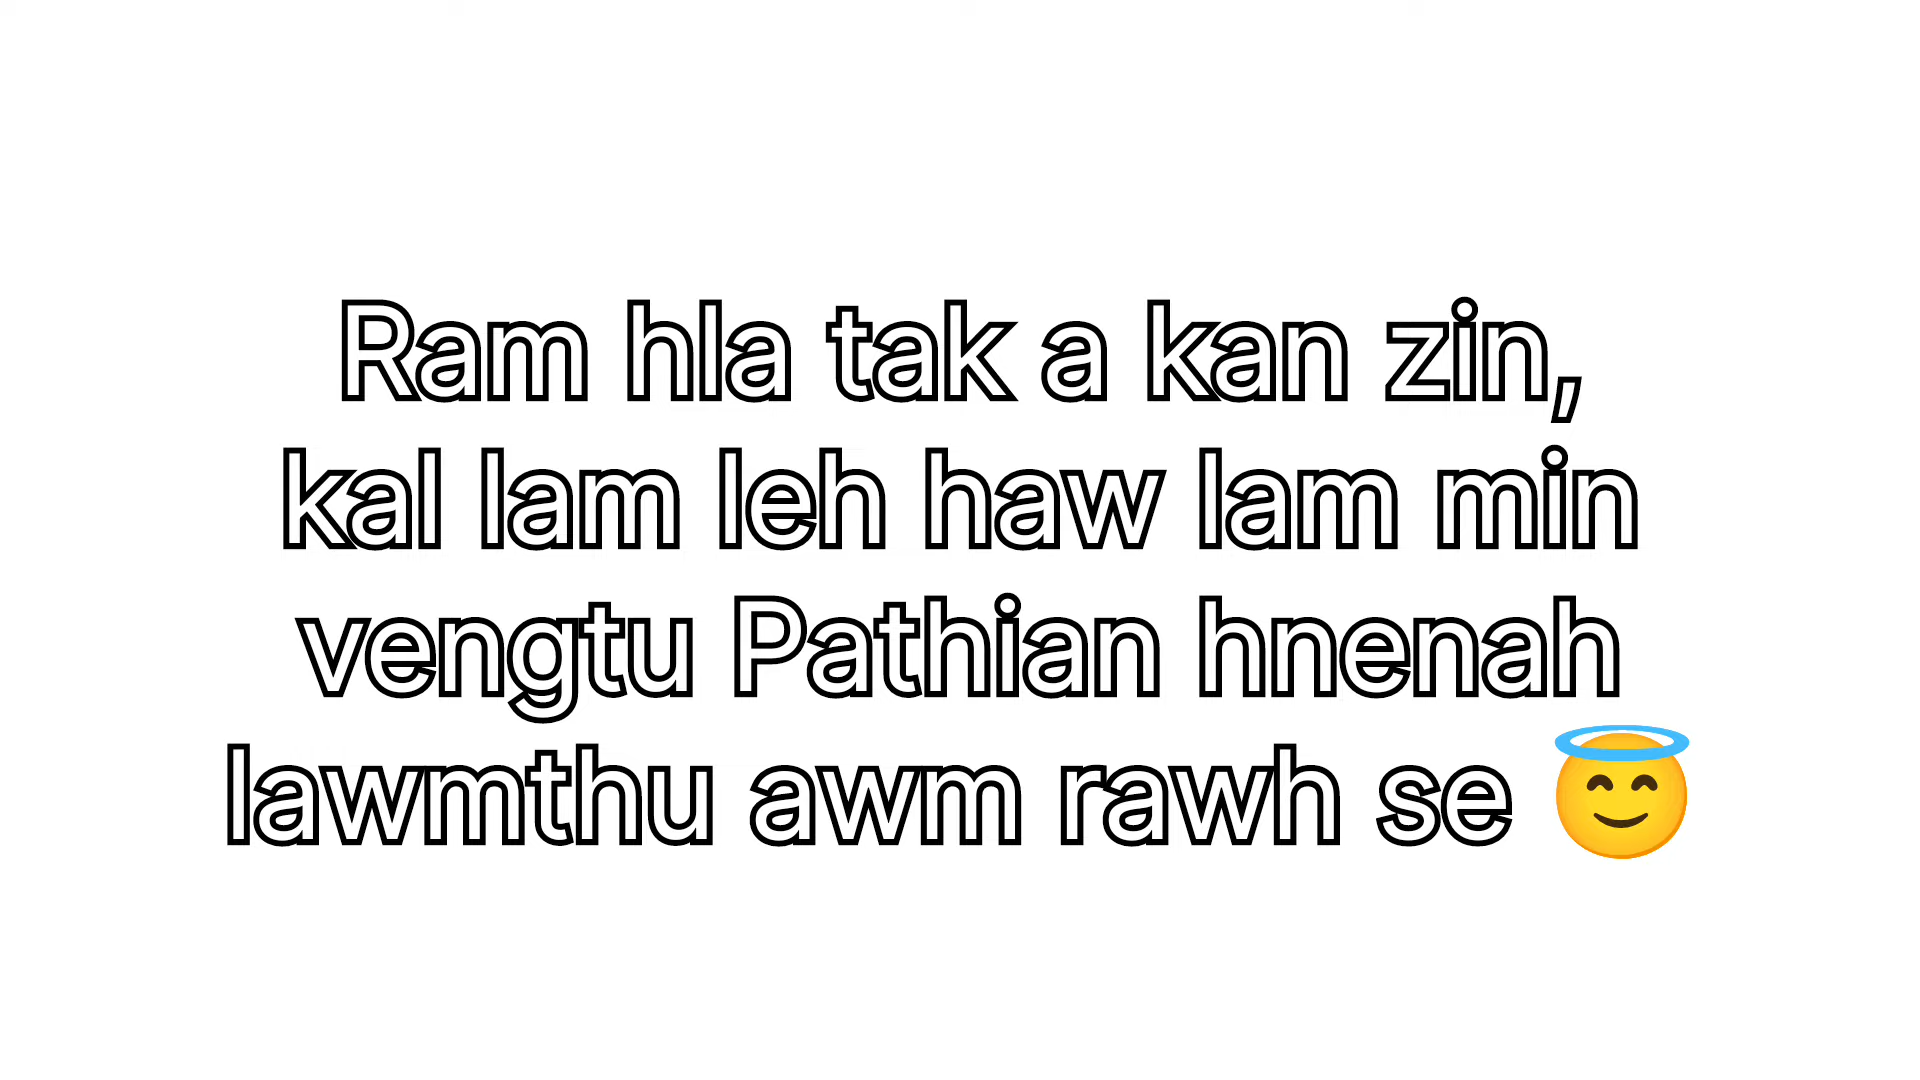 Ram hla tak a kan zin,
kal lam leh haw lam min
vengtu Pathian hnenah
lawmthu awm rawh se 😇